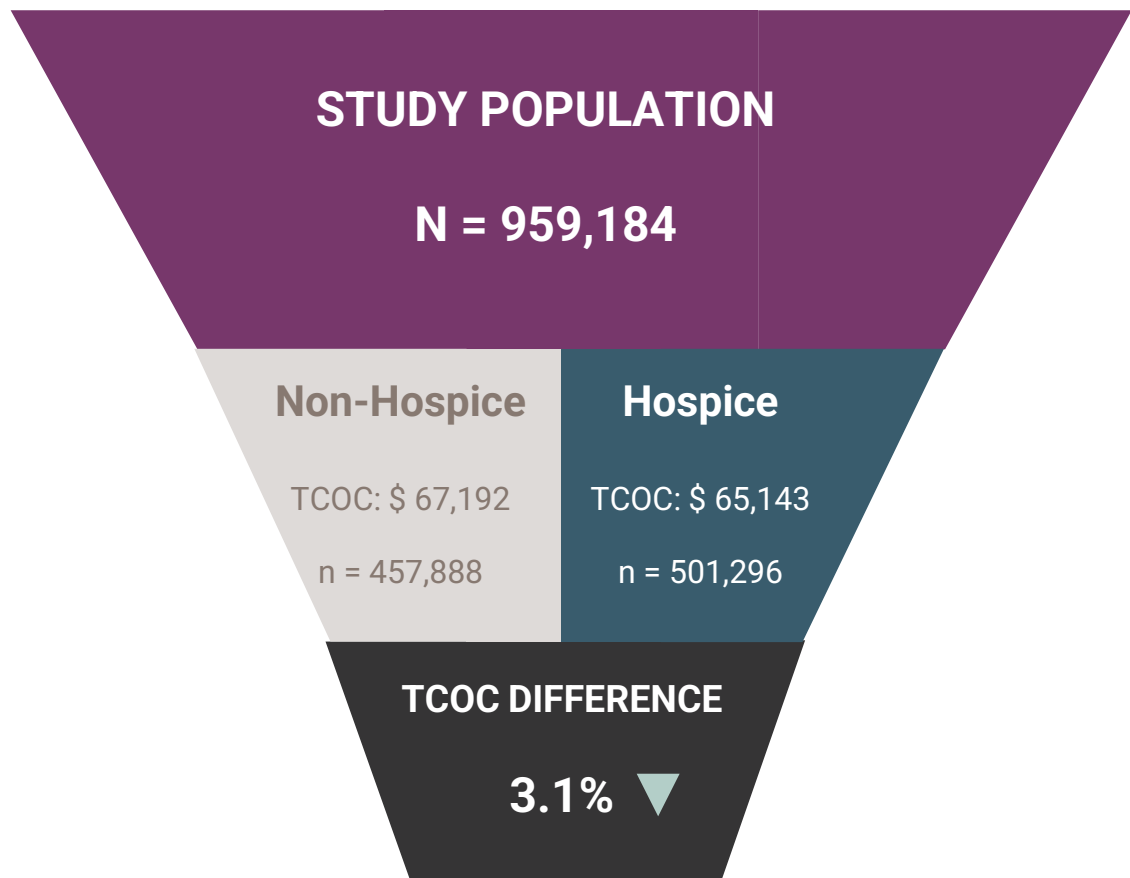 STUDY POPULATION
N = 959,184
Non-Hospice
TCOC: $ 67,192
n = 457,888
Hospice
TCOC: $ 65,143
n = 501,296
TCOC DIFFERENCE
3.1%